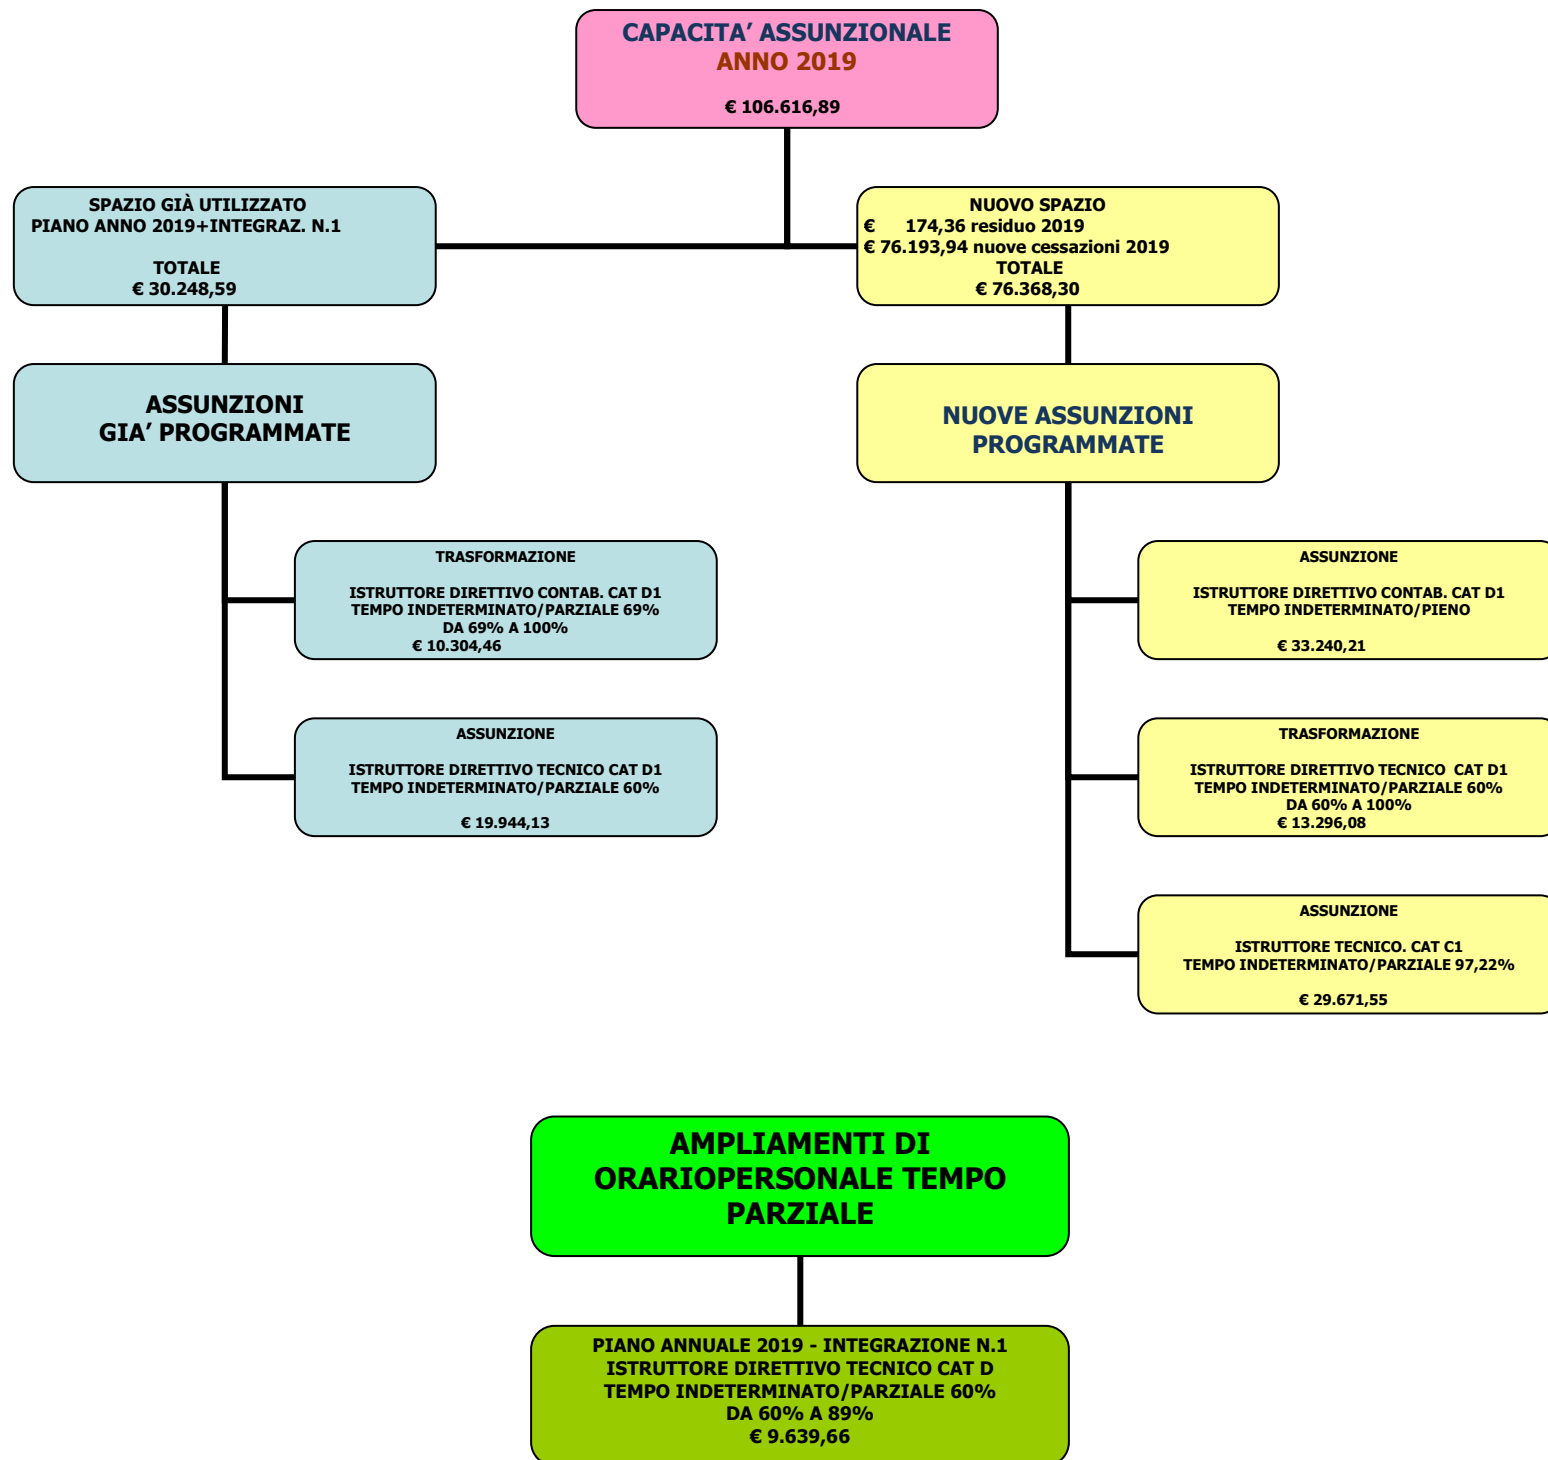 CAPACITA’ ASSUNZIONALE
ANNO 2019
€ 106.616,89
SPAZIO GIÀ UTILIZZATO
PIANO ANNO 2019+INTEGRAZ. N.1
TOTALE
€ 30.248,59
NUOVO SPAZIO
€ 174,36 residuo 2019
€ 76.193,94 nuove cessazioni 2019
TOTALE
€ 76.368,30
ASSUNZIONI
GIA’ PROGRAMMATE
NUOVE ASSUNZIONI
PROGRAMMATE
TRASFORMAZIONE
ISTRUTTORE DIRETTIVO CONTAB. CAT D1
TEMPO INDETERMINATO/PARZIALE 69%
DA 69% A 100%
€ 10.304,46
ASSUNZIONE
ISTRUTTORE DIRETTIVO CONTAB. CAT D1
TEMPO INDETERMINATO/PIENO
€ 33.240,21
ASSUNZIONE
ISTRUTTORE DIRETTIVO TECNICO CAT D1
TEMPO INDETERMINATO/PARZIALE 60%
€ 19.944,13
TRASFORMAZIONE
ISTRUTTORE DIRETTIVO TECNICO CAT D1
TEMPO INDETERMINATO/PARZIALE 60%
DA 60% A 100%
€ 13.296,08
ASSUNZIONE
ISTRUTTORE TECNICO. CAT C1
TEMPO INDETERMINATO/PARZIALE 97,22%
€ 29.671,55
AMPLIAMENTI DI
ORARIOPERSONALE TEMPO
PARZIALE
PIANO ANNUALE 2019 - INTEGRAZIONE N.1
ISTRUTTORE DIRETTIVO TECNICO CAT D
TEMPO INDETERMINATO/PARZIALE 60%
DA 60% A 89%
€ 9.639,66